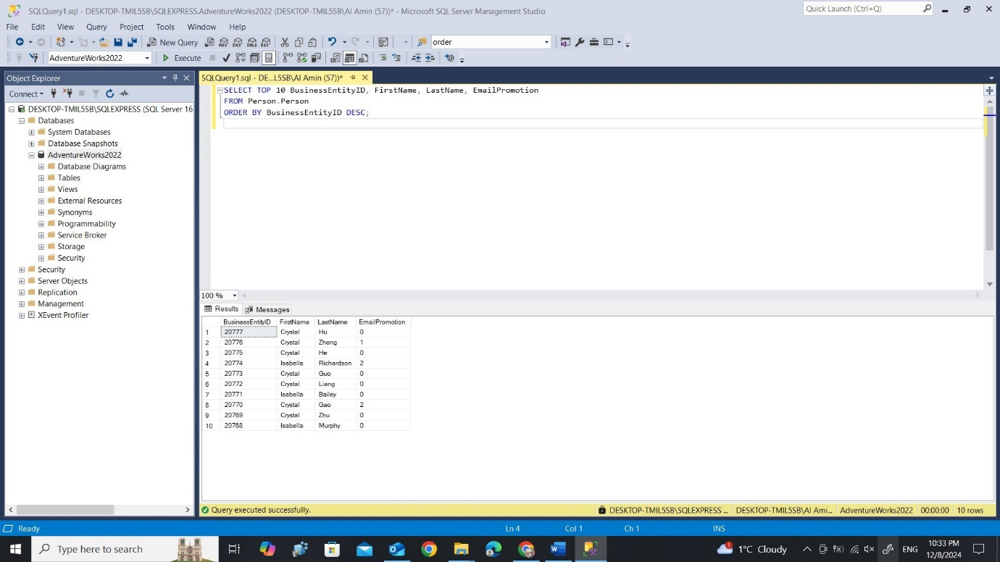 SQLQuery1.sql - DESKTOP-TMIL5SB\SQLEXPRESS.AdventureWorks2022 (DESKTOP-TMIL5SB\Al Amin (57))* - Microsoft SQL Server Management Studio
Quick Launch (Ctrl+Q)
File Edit View Query Project Tools Window Help
New Query
order
AdventureWorks2022
Execute
Object Explorer
SQLQuery1.sql - DE...L5SB\Al Amin (57))*
Connect
DESKTOP-TMIL5SB\SQLEXPRESS (SQL Server 16
Databases
System Databases
Database Snapshots
AdventureWorks2022
Database Diagrams
Tables
Views
External Resources
Synonyms
Programmability
Service Broker
Storage
Security
Security
Server Objects
Replication
Management
XEvent Profiler
SELECT TOP 10 BusinessEntityID, FirstName, LastName, EmailPromotion
FROM Person.Person
ORDER BY BusinessEntityID DESC;
100 %
Results Messages
BusinessEntityID FirstName LastName EmailPromotion
1 20777 Crystal Hu 0
2 20776 Crystal Zheng 1
3 20775 Crystal He 0
4 20774 Isabella Richardson 2
5 20773 Crystal Guo 0
6 20772 Crystal Liang 0
7 20771 Isabella Bailey 0
8 20770 Crystal Gao 2
9 20769 Crystal Zhu 0
10 20768 Isabella Murphy 0
Query executed successfully.
DESKTOP-TMIL5SB\SQLEXPRESS ... DESKTOP-TMIL5SB\Al Ami... AdventureWorks2022 00:00:00 10 rows
Ready
Ln 4 Col 1 Ch 1 INS
Type here to search
1
1°C Cloudy
ENG
10:33 PM
12/8/2024